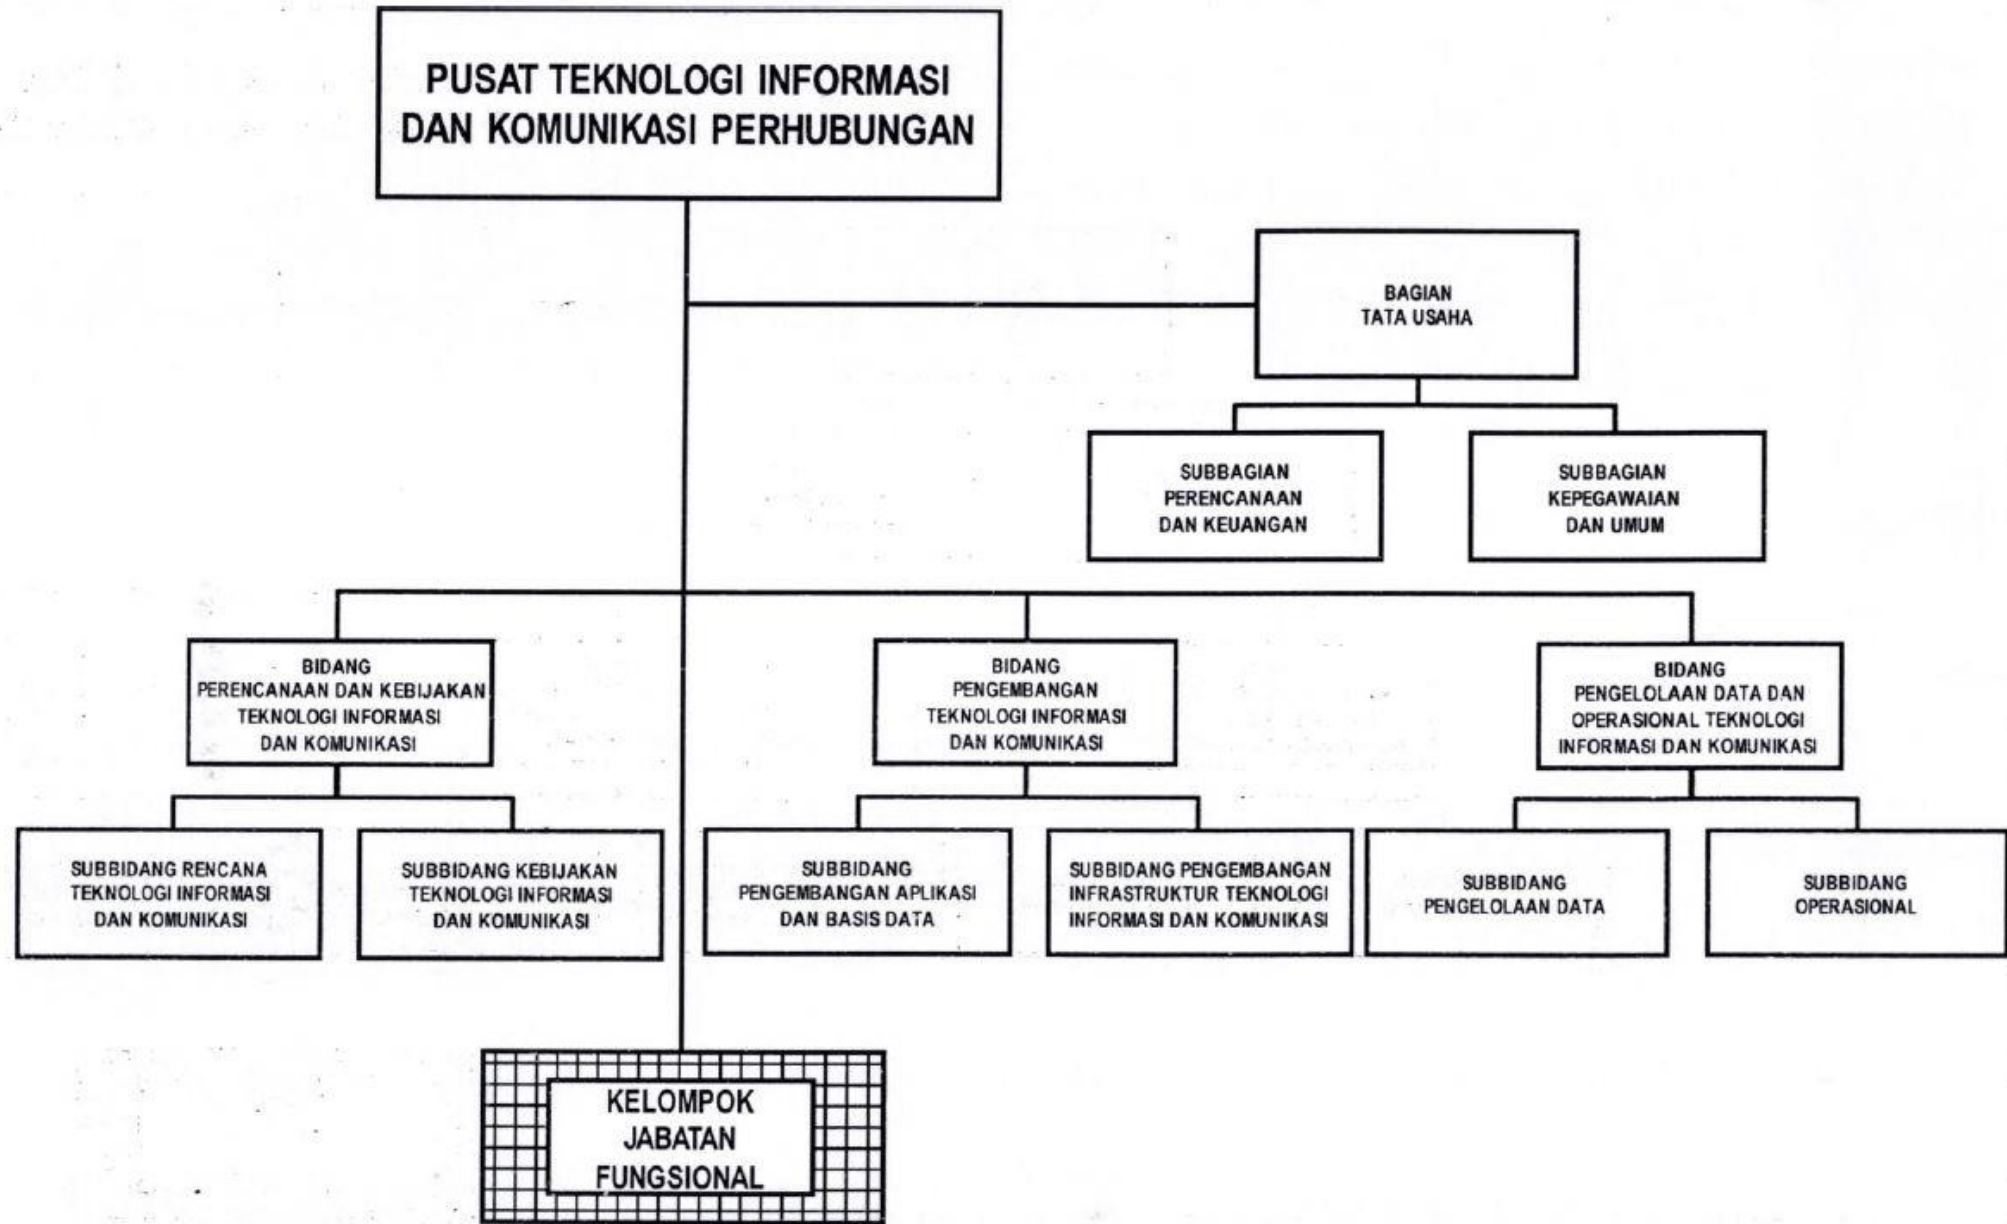 PUSAT TEKNOLOGI INFORMASI
DAN KOMUNIKASI PERHUBUNGAN
BAGIAN
TATA USAHA
SUBBAGIAN
PERENCANAAN
DAN KEUANGAN
SUBBAGIAN
KEPEGAWAIAN
DAN UMUM
BIDANG
PERENCANAAN DAN KEBIJAKAN
TEKNOLOGI INFORMASI
DAN KOMUNIKASI
BIDANG
PENGEMBANGAN
TEKNOLOGI INFORMASI
DAN KOMUNIKASI
BIDANG
PENGELOLAAN DATA DAN
OPERASIONAL TEKNOLOGI
INFORMASI DAN KOMUNIKASI
SUBBIDANG RENCANA
TEKNOLOGI INFORMASI
DAN KOMUNIKASI
SUBBIDANG KEBIJAKAN
TEKNOLOGI INFORMASI
DAN KOMUNIKASI
SUBBIDANG
PENGEMBANGAN APLIKASI
DAN BASIS DATA
SUBBIDANG PENGEMBANGAN
INFRASTRUKTUR TEKNOLOGI
INFORMASI DAN KOMUNIKASI
SUBBIDANG
PENGELOLAAN DATA
SUBBIDANG
OPERASIONAL
KELOMPOK
JABATAN
FUNGSIONAL